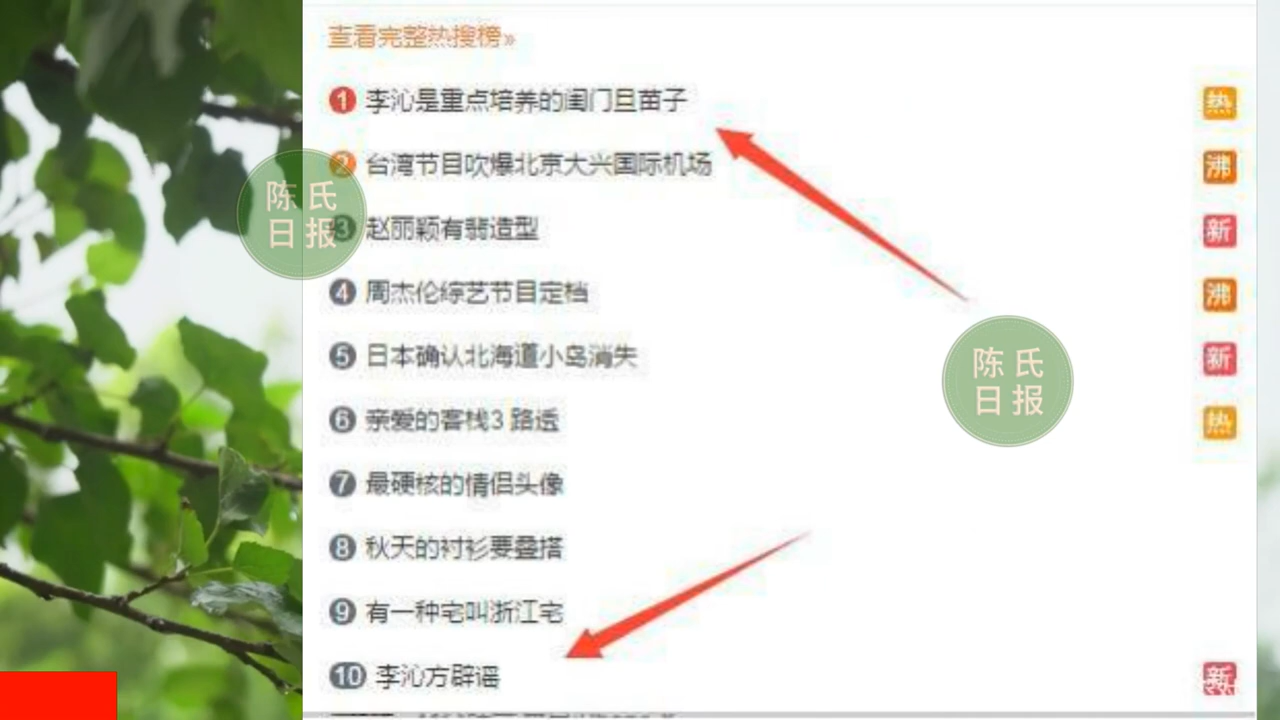 查看完整热搜榜»
1 李沁是重点培养的闺门旦苗子 热
2 台湾节目吹爆北京大兴国际机场 沸
3 赵丽颖有翡造型 新
4 周杰伦综艺节目定档 沸
5 日本确认北海道小岛消失 新
6 亲爱的客栈3 路透 热
7 最硬核的情侣头像
8 秋天的衬衫要叠搭
9 有一种宅叫浙江宅
10 李沁方辟谣 新
陈氏
日报
陈氏
日报